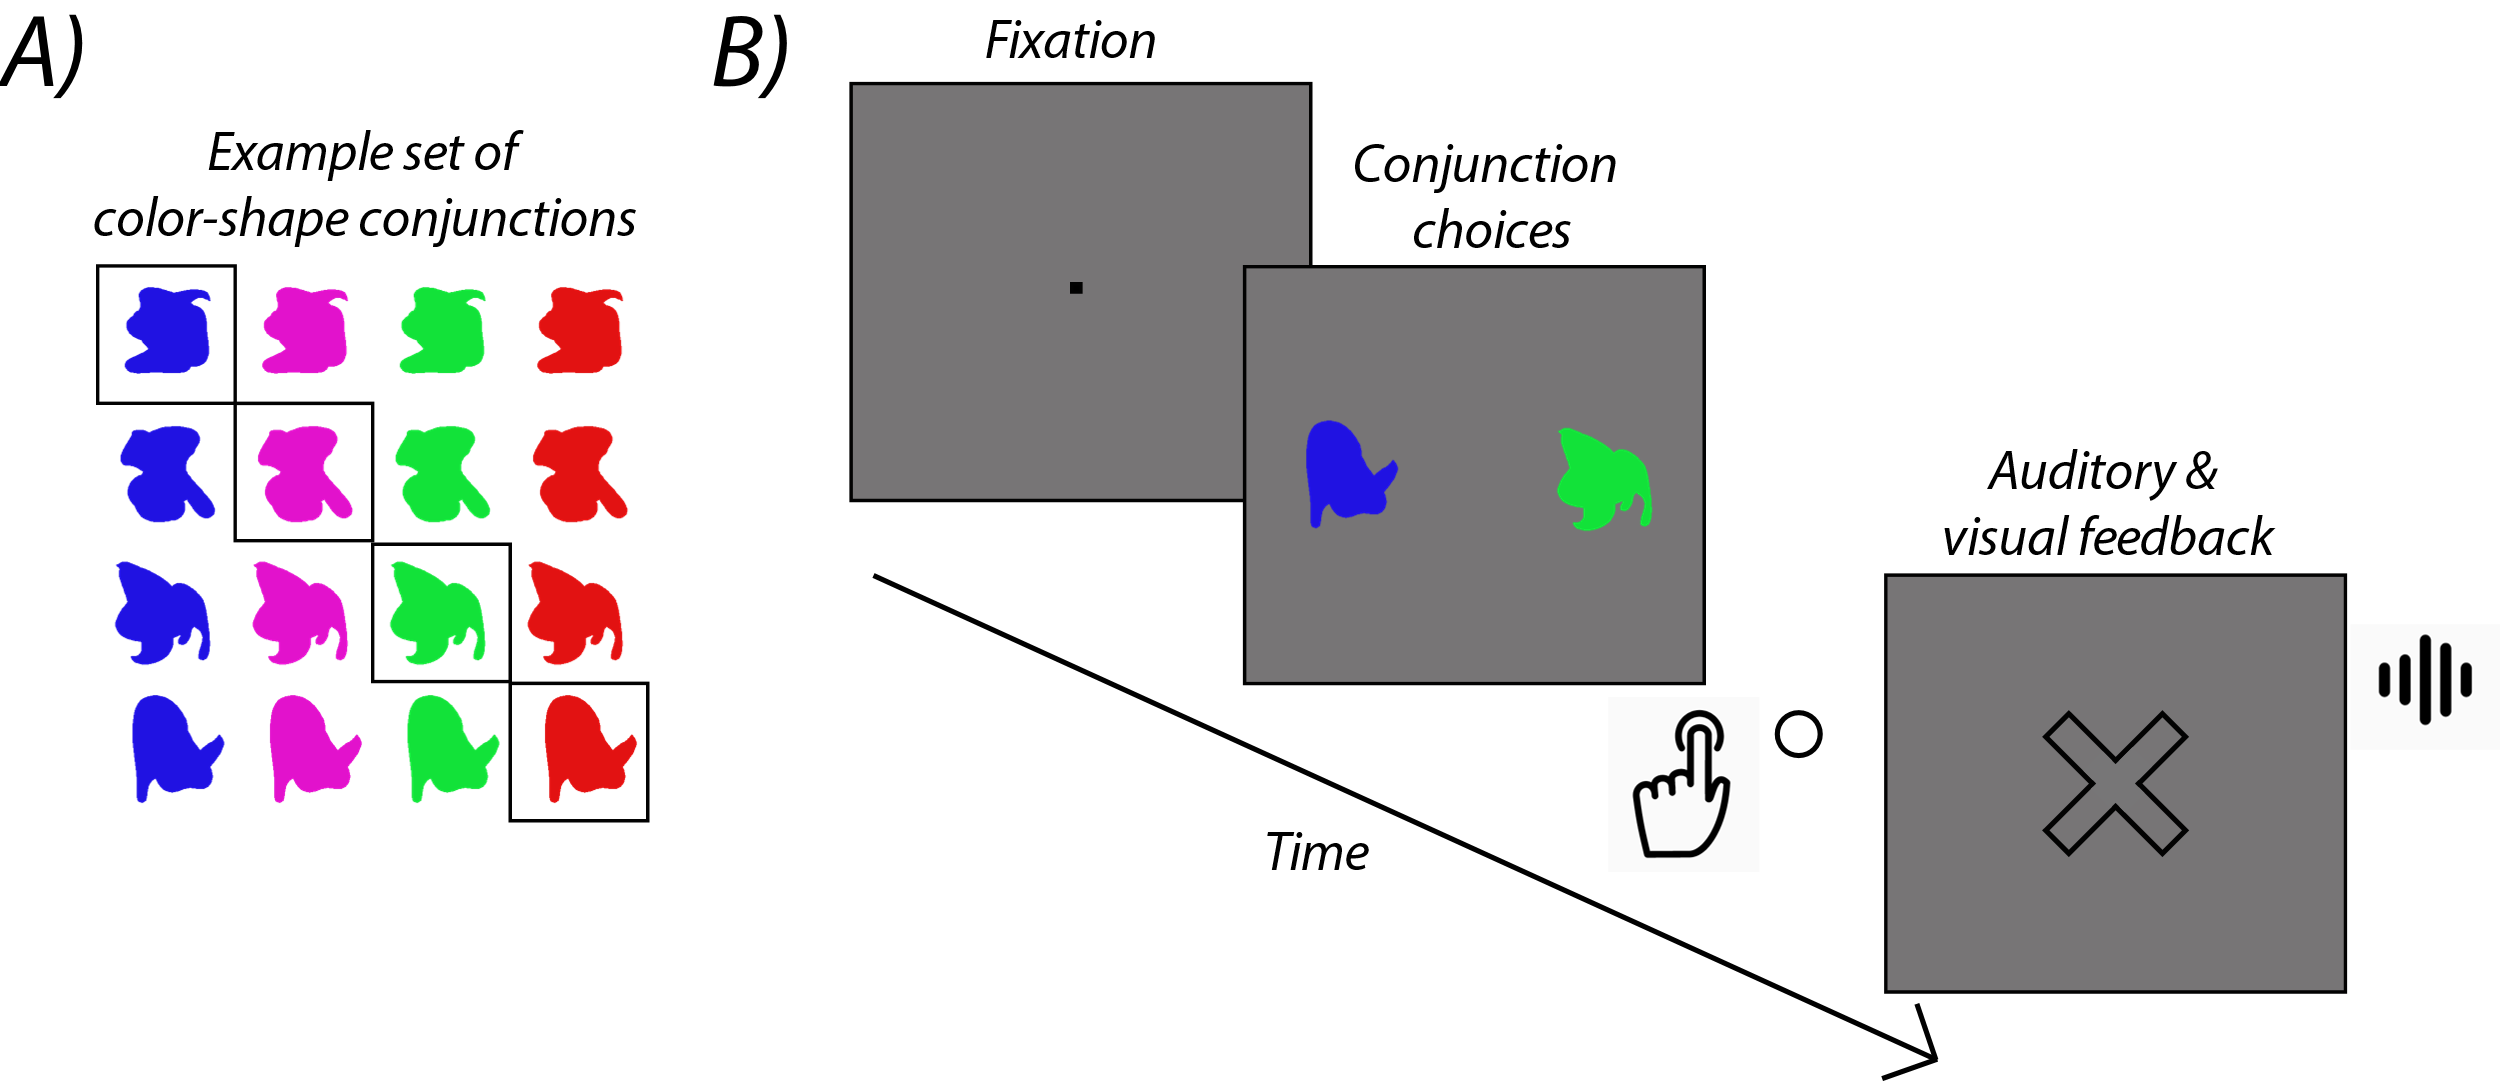 A)
Example set of
color-shape conjunctions
B)
Fixation
Conjunction
choices
Auditory &
visual feedback
Time